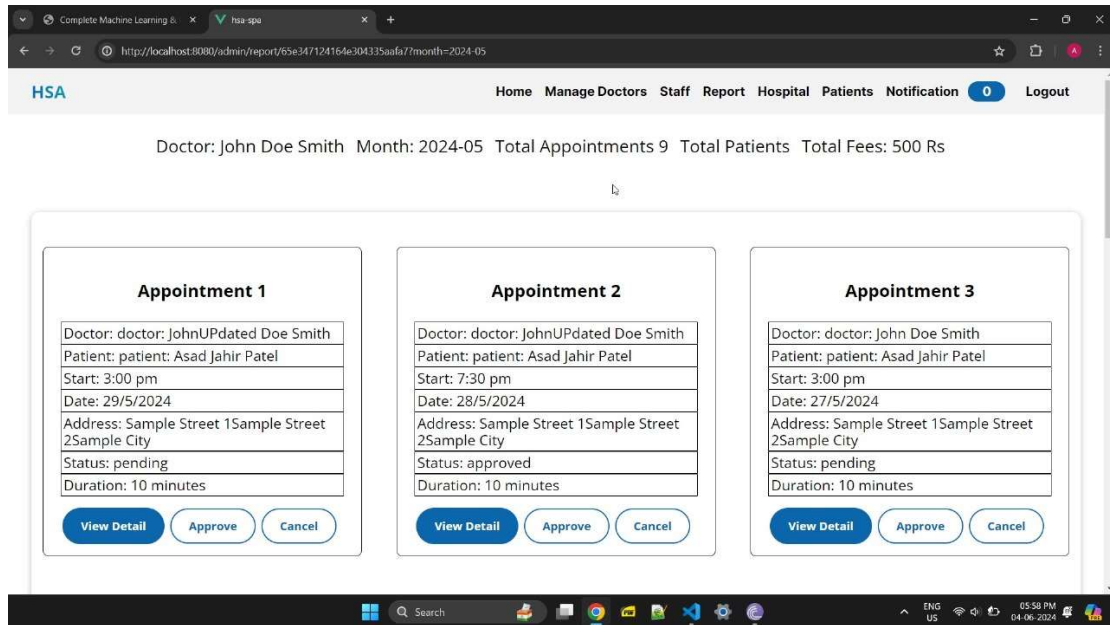 Complete Machine Learning &
hsa-spa
http://localhost:8080/admin/report/65e347124164e304335aafa7?month=2024-05
A
HSA
Home Manage Doctors Staff Report Hospital Patients Notification 0 Logout
Doctor: John Doe Smith Month: 2024-05 Total Appointments 9 Total Patients Total Fees: 500 Rs
Appointment 1
Doctor: doctor: JohnUPdated Doe Smith
Patient: patient: Asad Jahir Patel
Start: 3:00 pm
Date: 29/5/2024
Address: Sample Street 1Sample Street
2Sample City
Status: pending
Duration: 10 minutes
View Detail Approve Cancel
Appointment 2
Doctor: doctor: JohnUPdated Doe Smith
Patient: patient: Asad Jahir Patel
Start: 7:30 pm
Date: 28/5/2024
Address: Sample Street 1Sample Street
2Sample City
Status: approved
Duration: 10 minutes
View Detail Approve Cancel
Appointment 3
Doctor: doctor: John Doe Smith
Patient: patient: Asad Jahir Patel
Start: 3:00 pm
Date: 27/5/2024
Address: Sample Street 1Sample Street
2Sample City
Status: pending
Duration: 10 minutes
View Detail Approve Cancel
Search
ENG
US
05:58 PM
04-06-2024